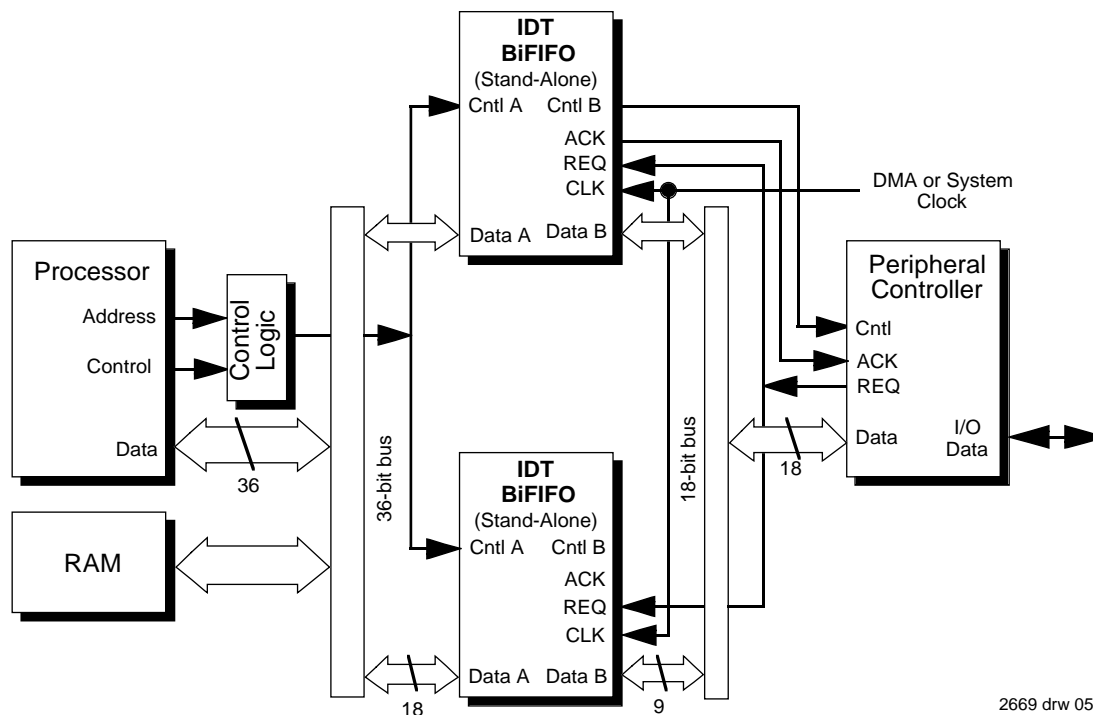 IDT
BiFIFO
(Stand-Alone)
Cntl A
Cntl B
ACK
REQ
CLK
Data A
Data B
DMA or System
Clock
Processor
Address
Control
Data
36
Control
Logic
RAM
36-bit bus
18-bit bus
Peripheral
Controller
Cntl
ACK
REQ
Data
I/O
Data
18
IDT
BiFIFO
(Stand-Alone)
Cntl A
Cntl B
ACK
REQ
CLK
Data A
Data B
18
9
2669 drw 05